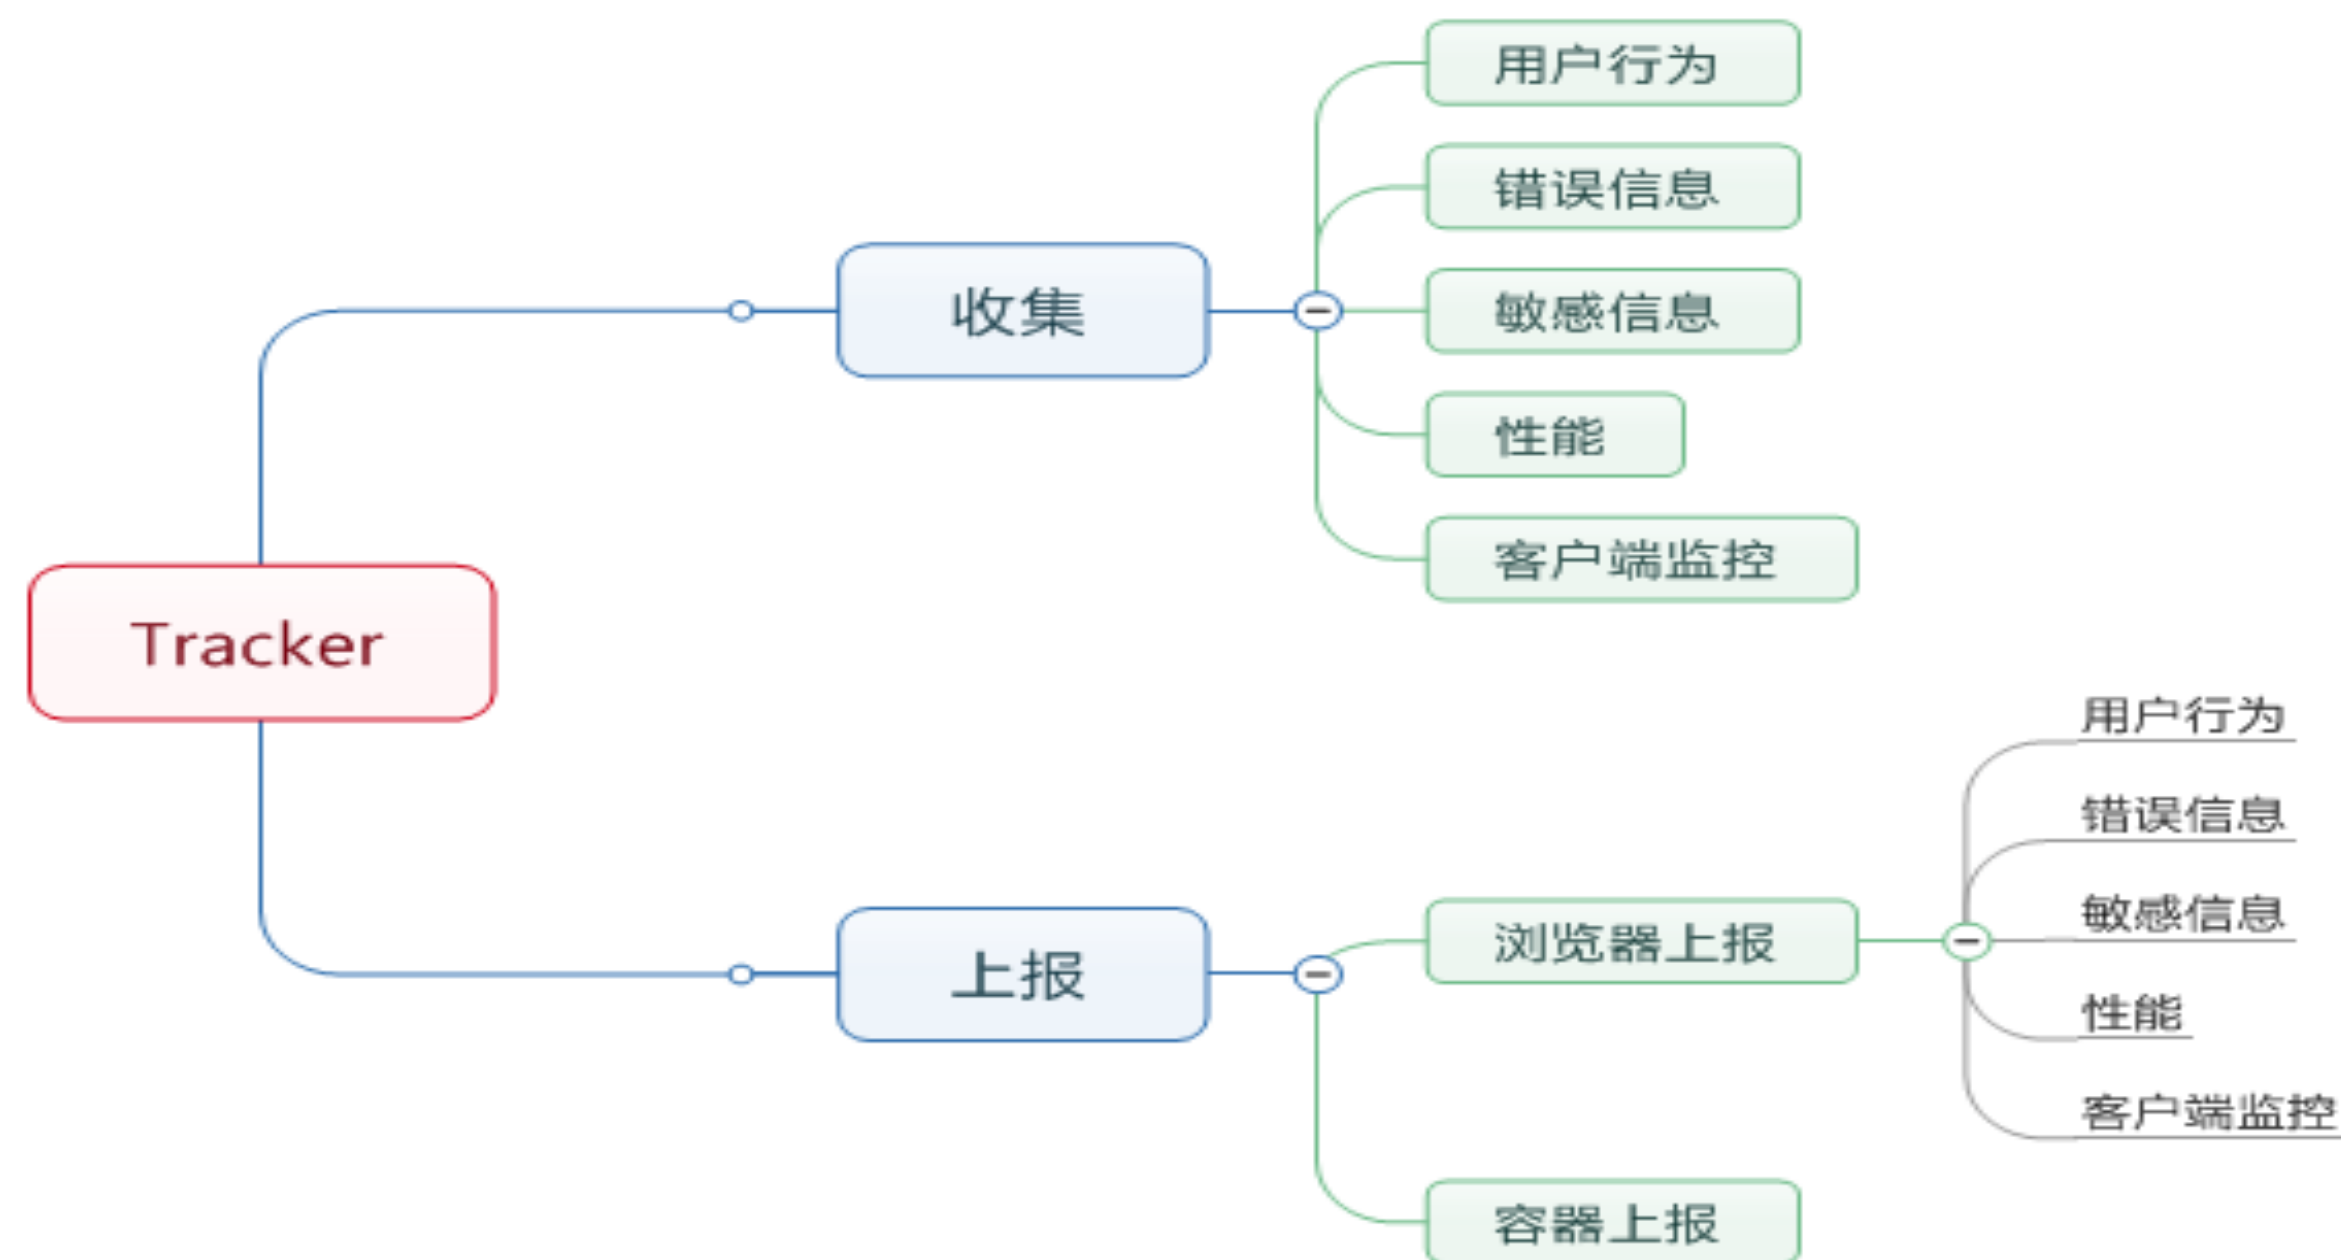 用户行为
错误信息
敏感信息
性能
客户端监控
收集
Tracker
上报
浏览器上报
用户行为
错误信息
敏感信息
性能
客户端监控
容器上报